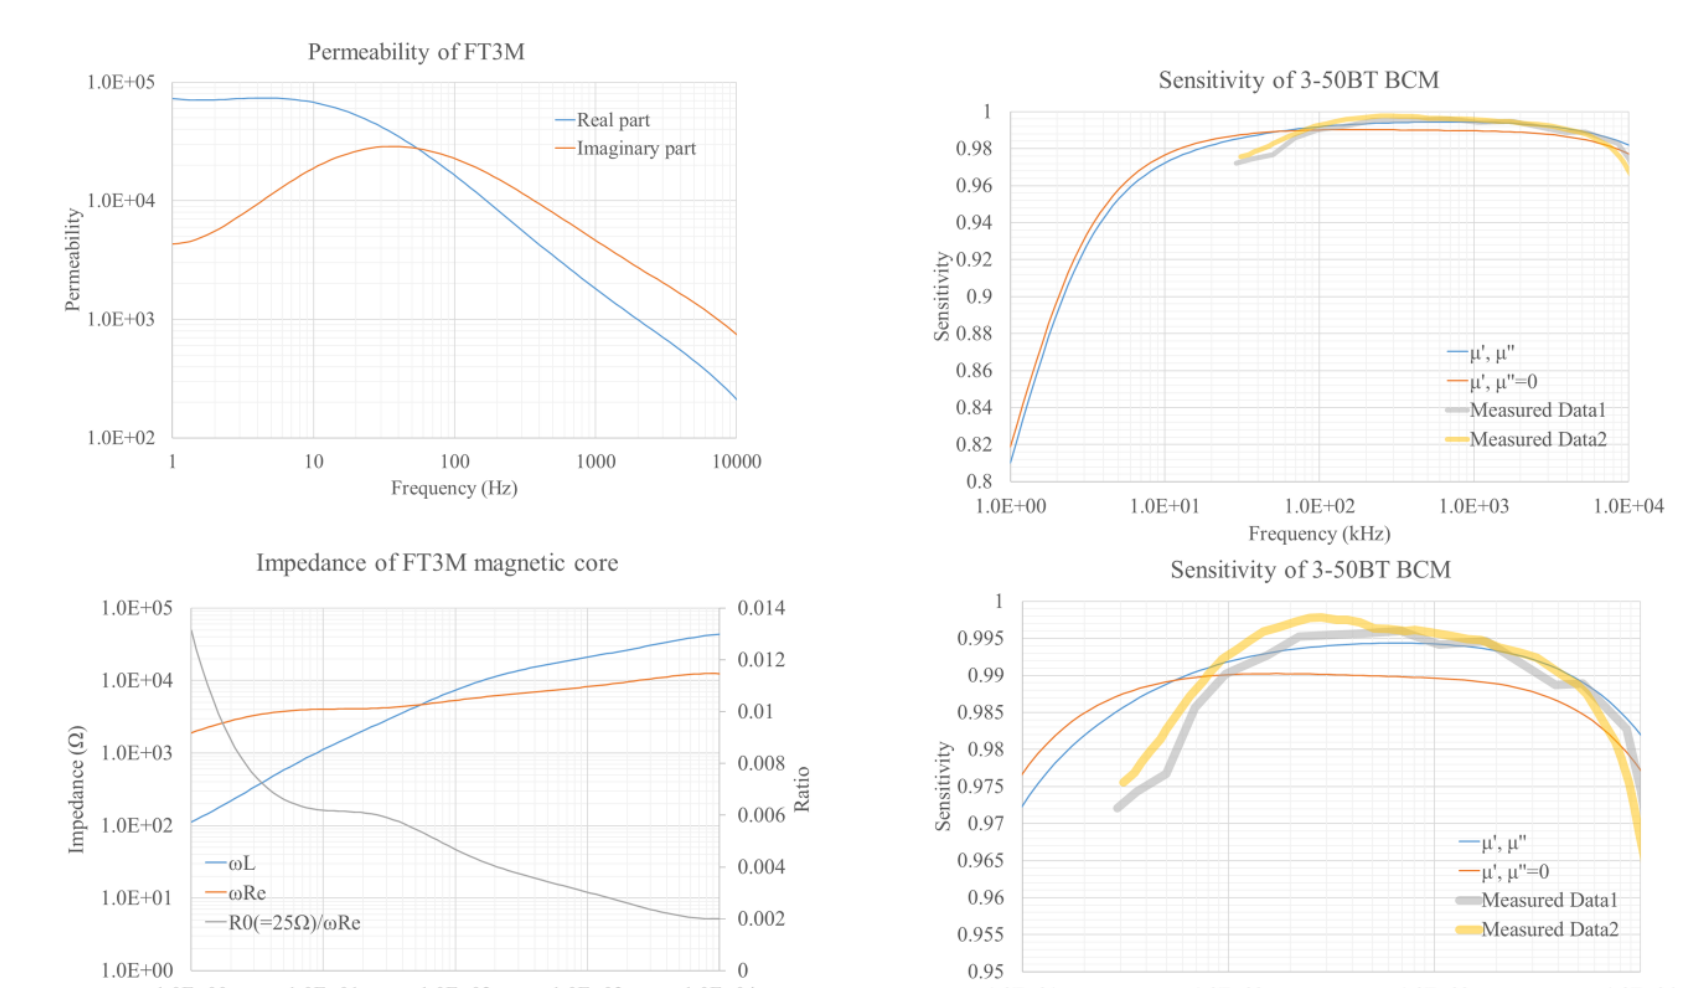 Permeability of FT3M
1.0E+05
1.0E+04
1.0E+03
1.0E+02
Permeability
Real part
Imaginary part
1 10 100 1000 10000
Frequency (Hz)
Sensitivity of 3-50BT BCM
1
0.98
0.96
0.94
0.92
0.9
0.88
0.86
0.84
0.82
0.8
Sensitivity
μ', μ"
μ', μ"=0
Measured Data1
Measured Data2
1.0E+00 1.0E+01 1.0E+02 1.0E+03 1.0E+04
Frequency (kHz)
Impedance of FT3M magnetic core
1.0E+05
1.0E+04
1.0E+03
1.0E+02
1.0E+01
1.0E+00
Impedance (Ω)
ωL
ωRe
R0(=25Ω)/ωRe
0.014
0.012
0.01
0.008
0.006
0.004
0.002
0
Ratio
Sensitivity of 3-50BT BCM
1
0.995
0.99
0.985
0.98
0.975
0.97
0.965
0.96
0.955
0.95
Sensitivity
μ', μ"
μ', μ"=0
Measured Data1
Measured Data2